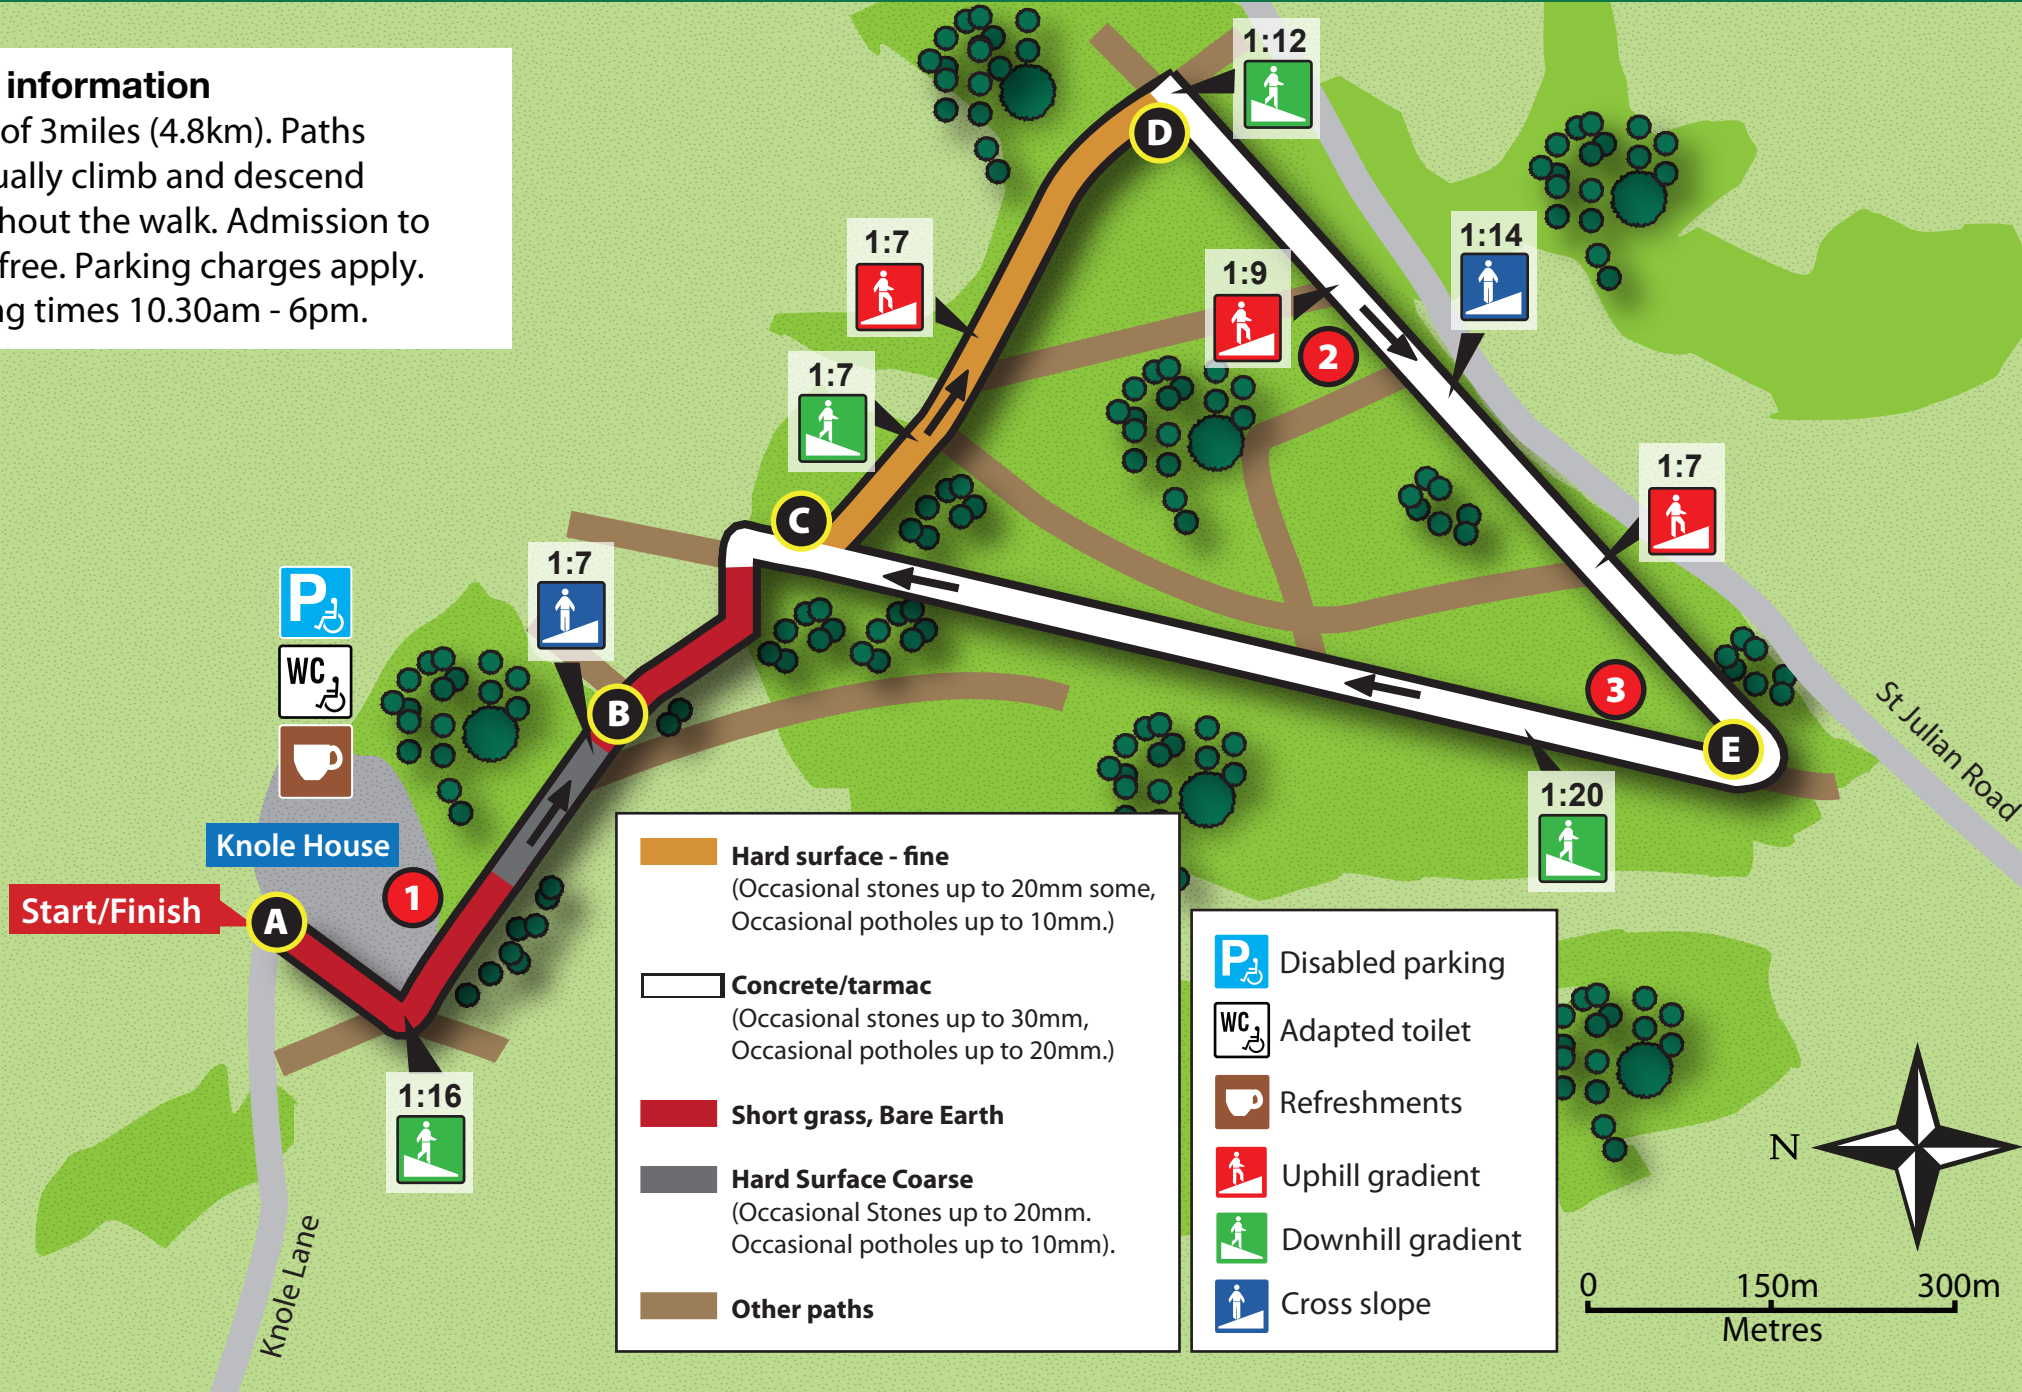 information
of 3miles (4.8km). Paths
ually climb and descend
hout the walk. Admission to
free. Parking charges apply.
ng times 10.30am - 6pm.
1:12
D
1:7
1:9
1:14
2
1:7
1:7
C
1:7
P
WC
B
3
E
St Julian Road
1:20
Knole House
1
Start/Finish
A
1:16
Knole Lane
Hard surface - fine
(Occasional stones up to 20mm some,
Occasional potholes up to 10mm.)
Concrete/tarmac
(Occasional stones up to 30mm,
Occasional potholes up to 20mm.)
Short grass, Bare Earth
Hard Surface Coarse
(Occasional Stones up to 20mm.
Occasional potholes up to 10mm).
Other paths
P Disabled parking
WC Adapted toilet
Refreshments
Uphill gradient
Downhill gradient
Cross slope
N
0 150m 300m
Metres